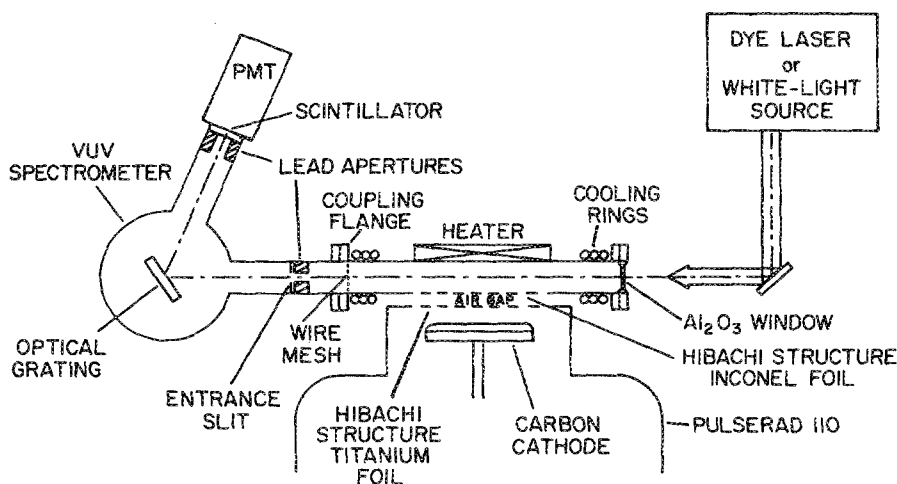 DYE LASER
or
WHITE-LIGHT
SOURCE
PMT
SCINTILLATOR
VUV
SPECTROMETER
LEAD APERTURES
COUPLING
FLANGE
HEATER
COOLING
RINGS
AIR GAP
OPTICAL
GRATING
ENTRANCE
SLIT
WIRE
MESH
Al2O3 WINDOW
HIBACHI STRUCTURE
INCONEL FOIL
HIBACHI
STRUCTURE
TITANIUM
FOIL
CARBON
CATHODE
PULSERAD 110